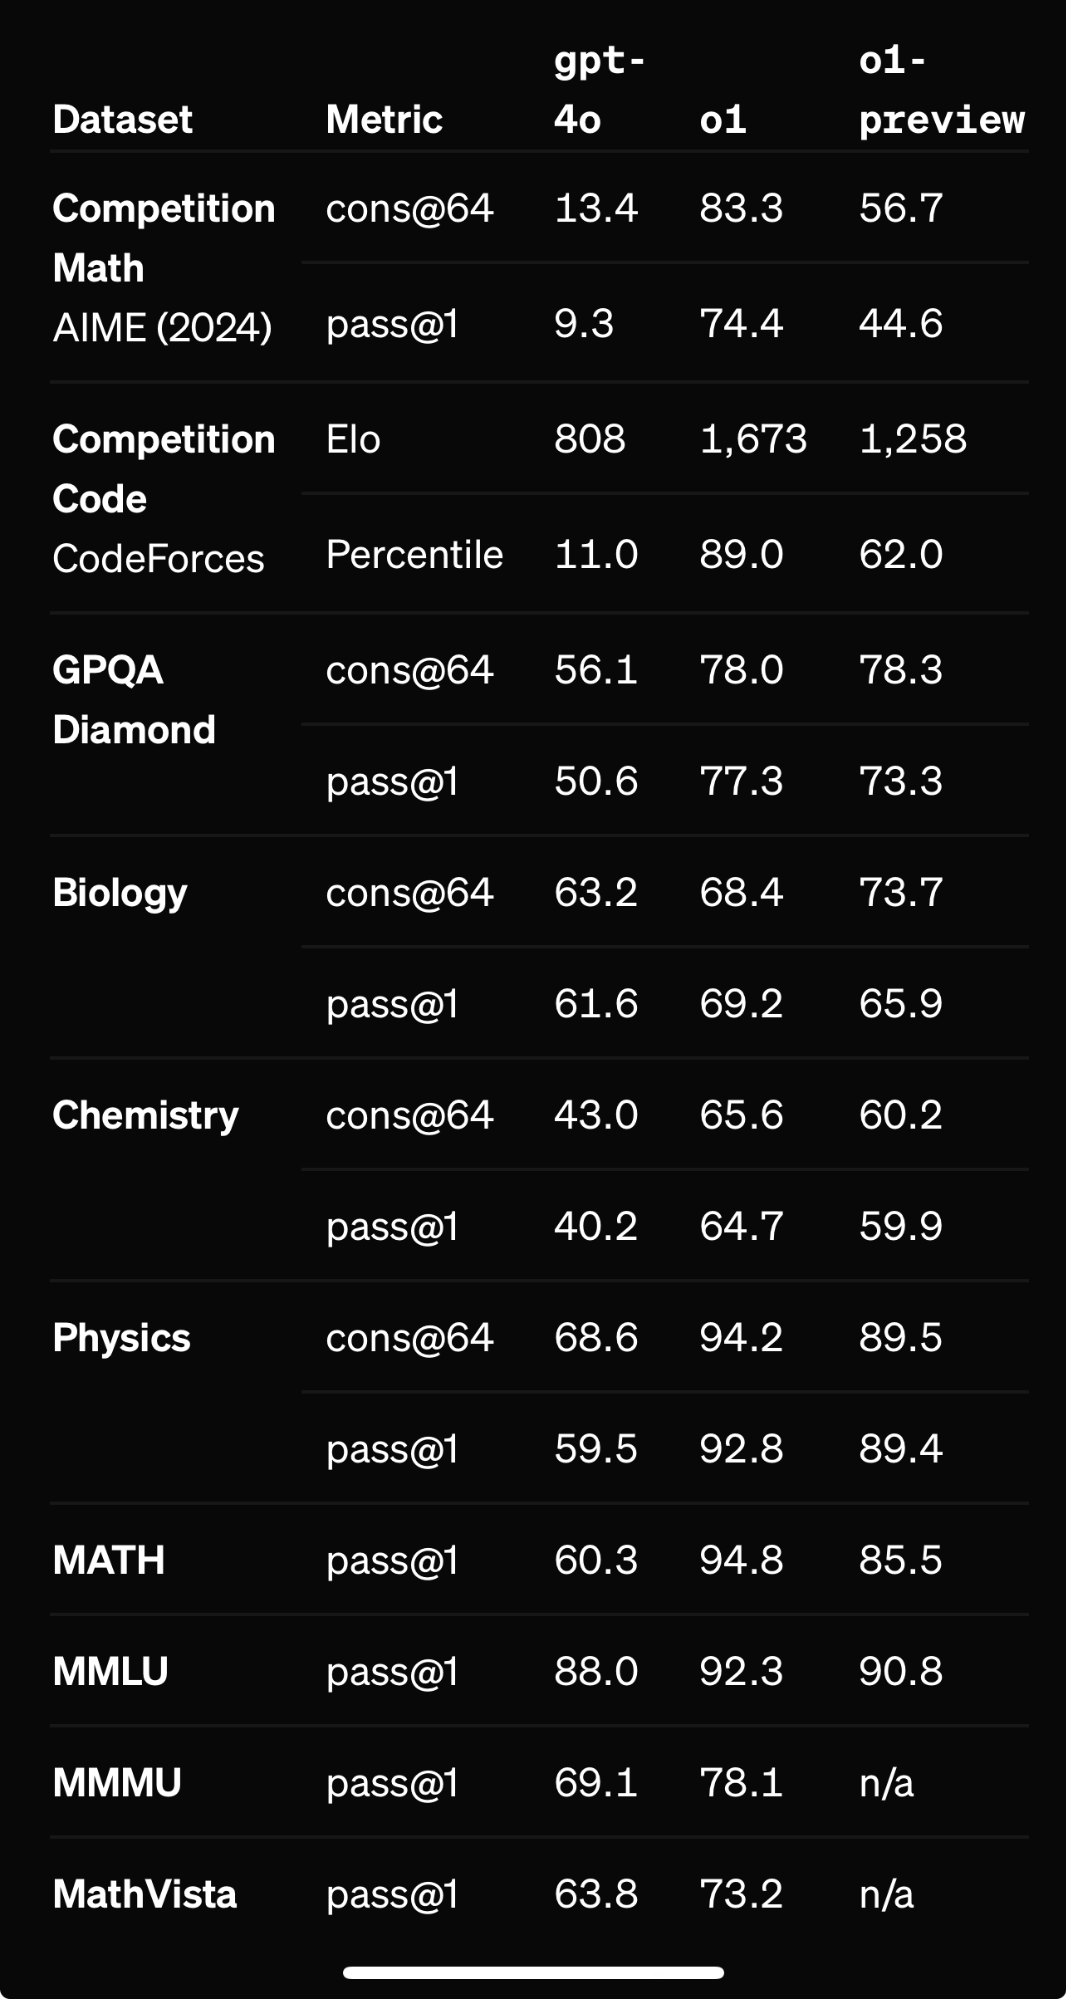 Dataset Metric gpt-4o o1 o1-preview
Competition Math cons@64 13.4 83.3 56.7
AIME (2024) pass@1 9.3 74.4 44.6
Competition Code Elo 808 1,673 1,258
CodeForces Percentile 11.0 89.0 62.0
GPQA Diamond cons@64 56.1 78.0 78.3
pass@1 50.6 77.3 73.3
Biology cons@64 63.2 68.4 73.7
pass@1 61.6 69.2 65.9
Chemistry cons@64 43.0 65.6 60.2
pass@1 40.2 64.7 59.9
Physics cons@64 68.6 94.2 89.5
pass@1 59.5 92.8 89.4
MATH pass@1 60.3 94.8 85.5
MMLU pass@1 88.0 92.3 90.8
MMMU pass@1 69.1 78.1 n/a
MathVista pass@1 63.8 73.2 n/a